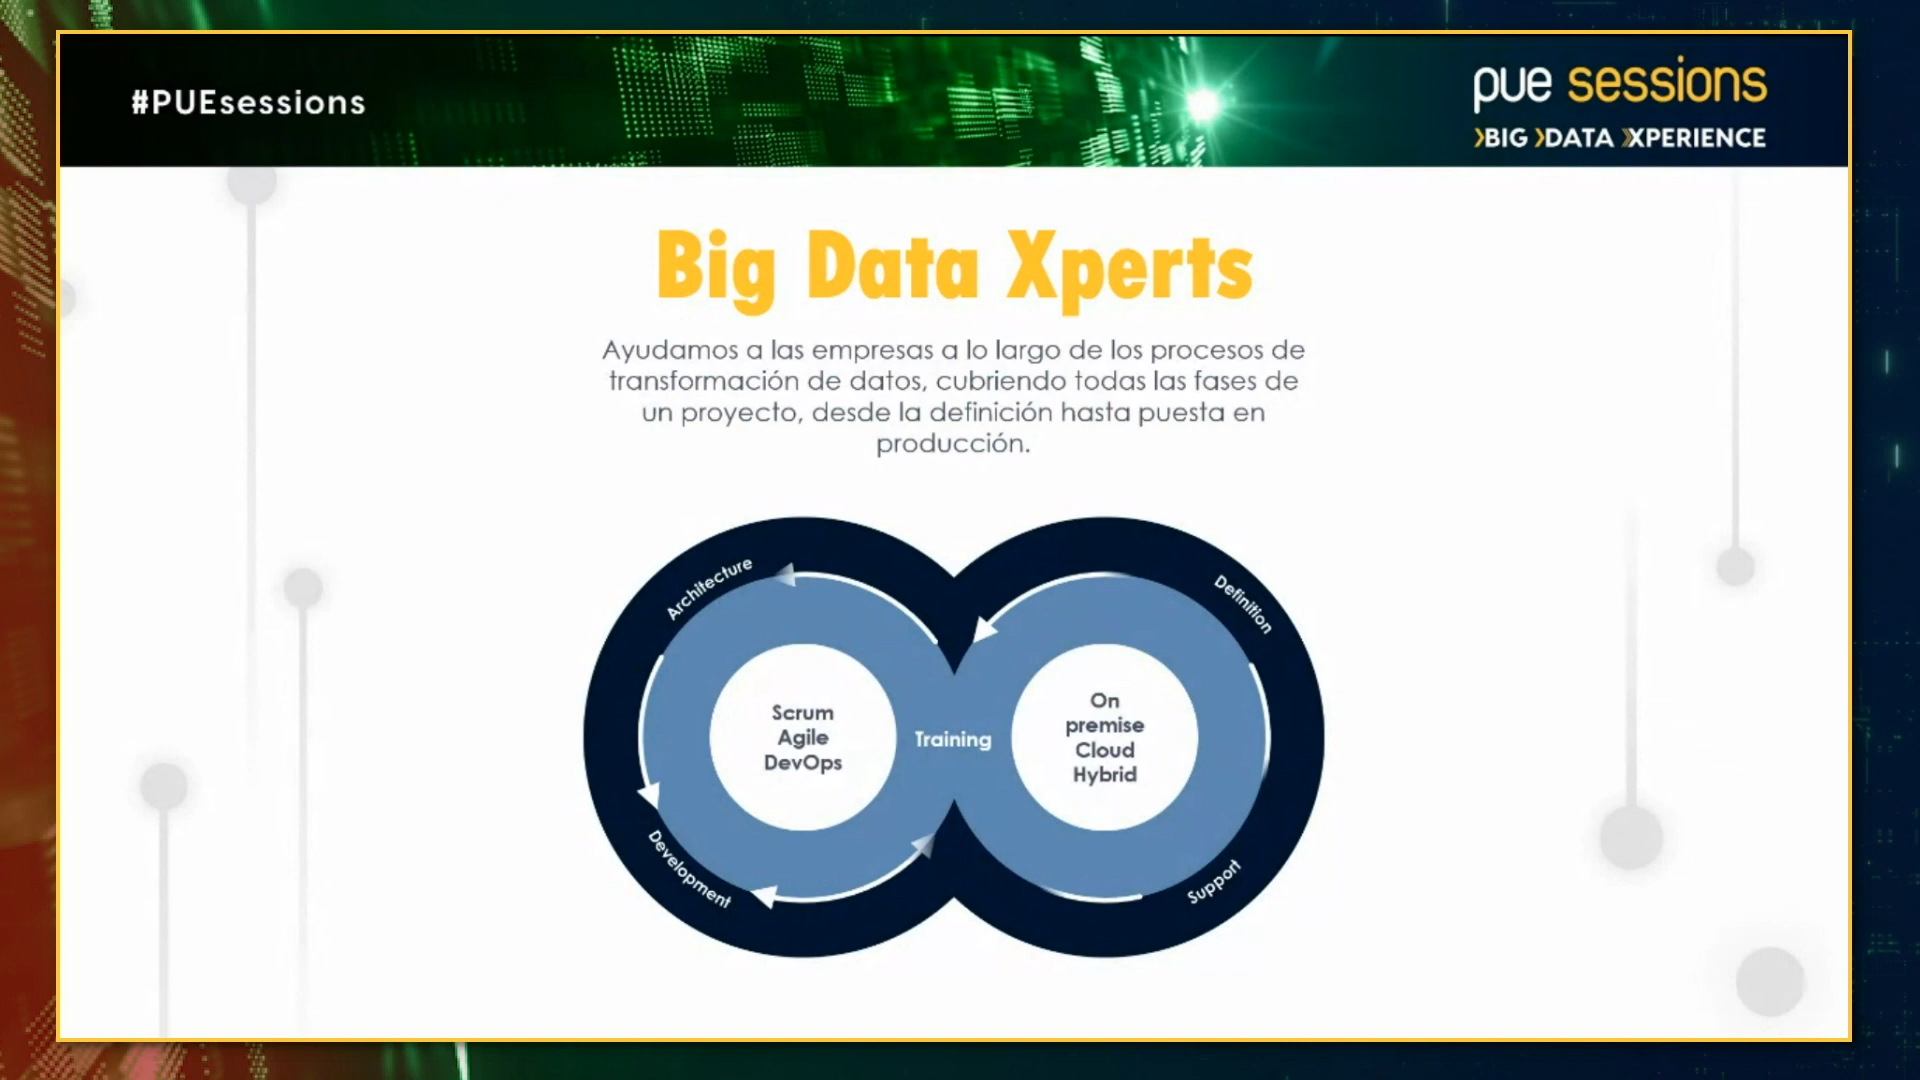 #PUEsessions
pue sessions
BIG DATA XPERIENCE
Big Data Xperts
Ayudamos a las empresas a lo largo de los procesos de
transformación de datos, cubriendo todas las fases de
un proyecto, desde la definición hasta puesta en
producción.
Architecture
Definition
Scrum
Agile
DevOps
Training
On
premise
Cloud
Hybrid
Development
Support